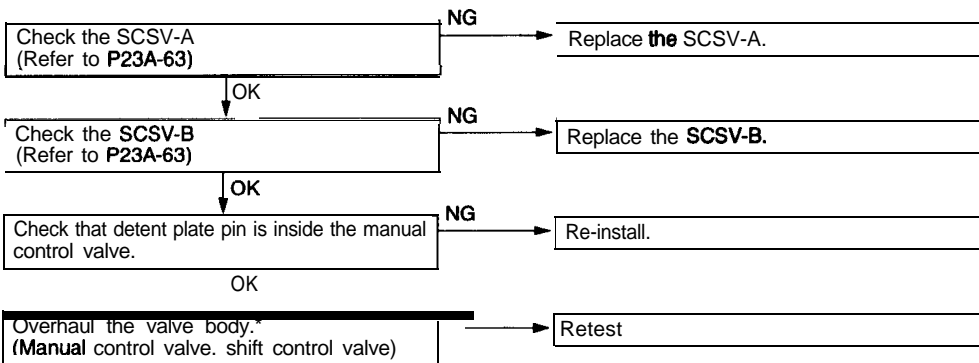 NG
Check the SCSV-A
(Refer to P23A-63)
Replace the SCSV-A.
OK
NG
Check the SCSV-B
(Refer to P23A-63)
Replace the SCSV-B.
OK
NG
Check that detent plate pin is inside the manual
control valve.
Re-install.
OK
Overhaul the valve body.*
(Manual control valve. shift control valve)
Retest